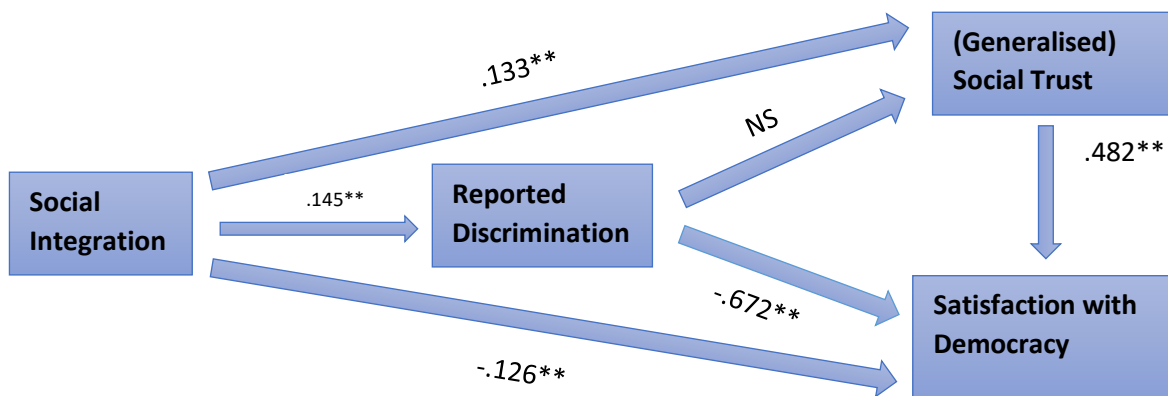 (Generalised)
Social Trust
.133**
NS
.482**
Social
Integration
.145**
Reported
Discrimination
-.672**
Satisfaction with
Democracy
-.126**